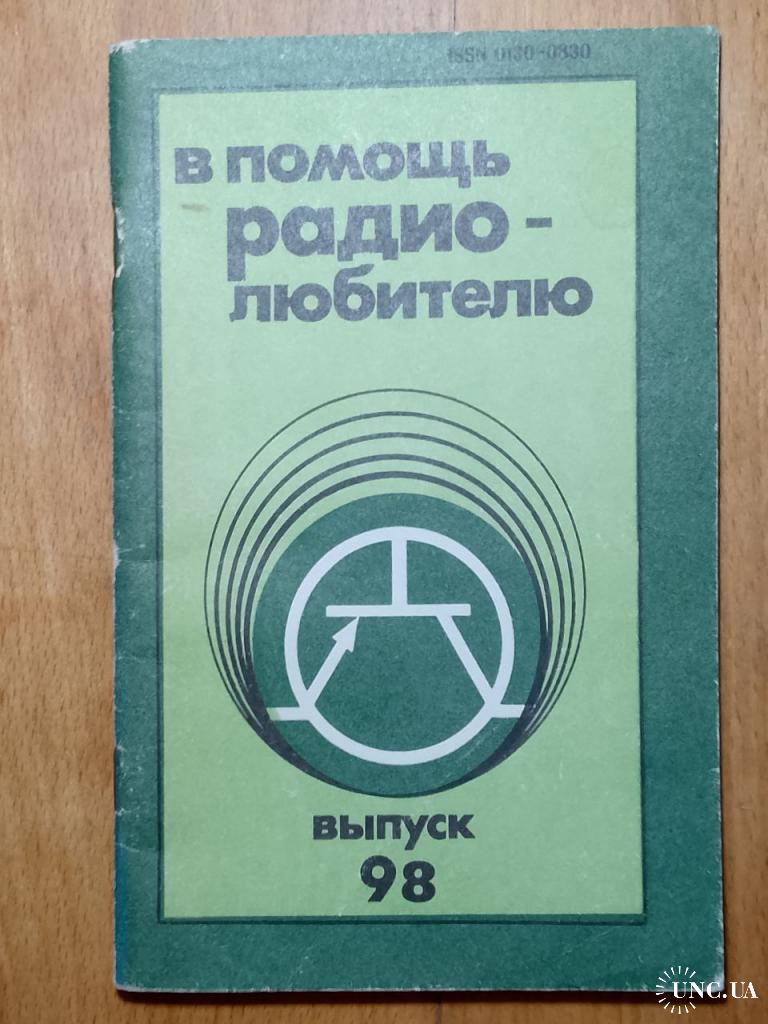 ISSN 0130-0830
в помощь
радио-
любителю
выпуск
98
UNC.UA